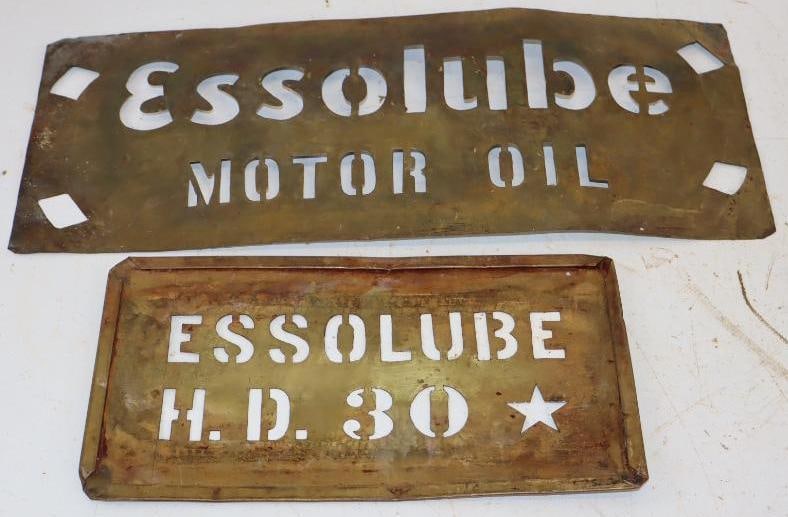 Essolube
MOTOR OIL
ESSOLUBE
H.D. 30 ★